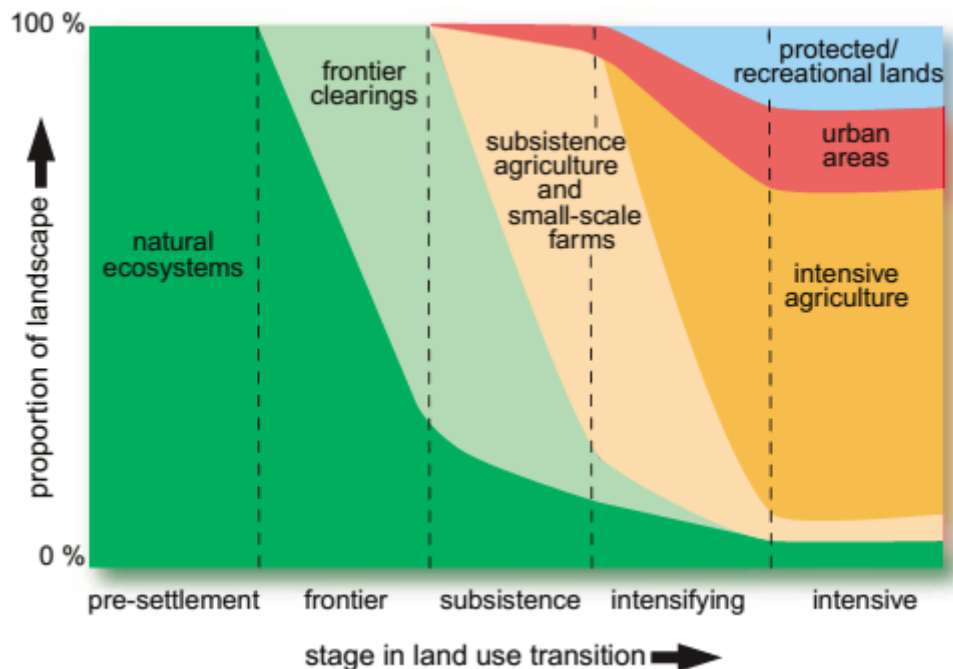 100 %
protected/
recreational lands
frontier
clearings
urban
areas
subsistence
agriculture
and
small-scale
farms
natural
ecosystems
intensive
agriculture
proportion of landscape
0 %
pre-settlement
frontier
subsistence
intensifying
intensive
stage in land use transition